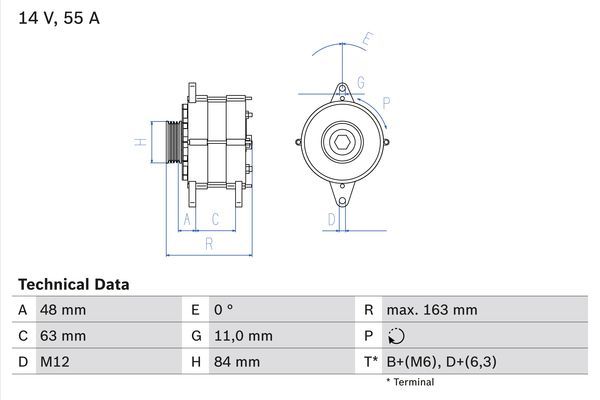 14 V, 55 A
E
G
P
H
A C
D
R
Technical Data
A 48 mm E 0 ° R max. 163 mm
C 63 mm G 11,0 mm P
D M12 H 84 mm T* B+(M6), D+(6,3)
* Terminal